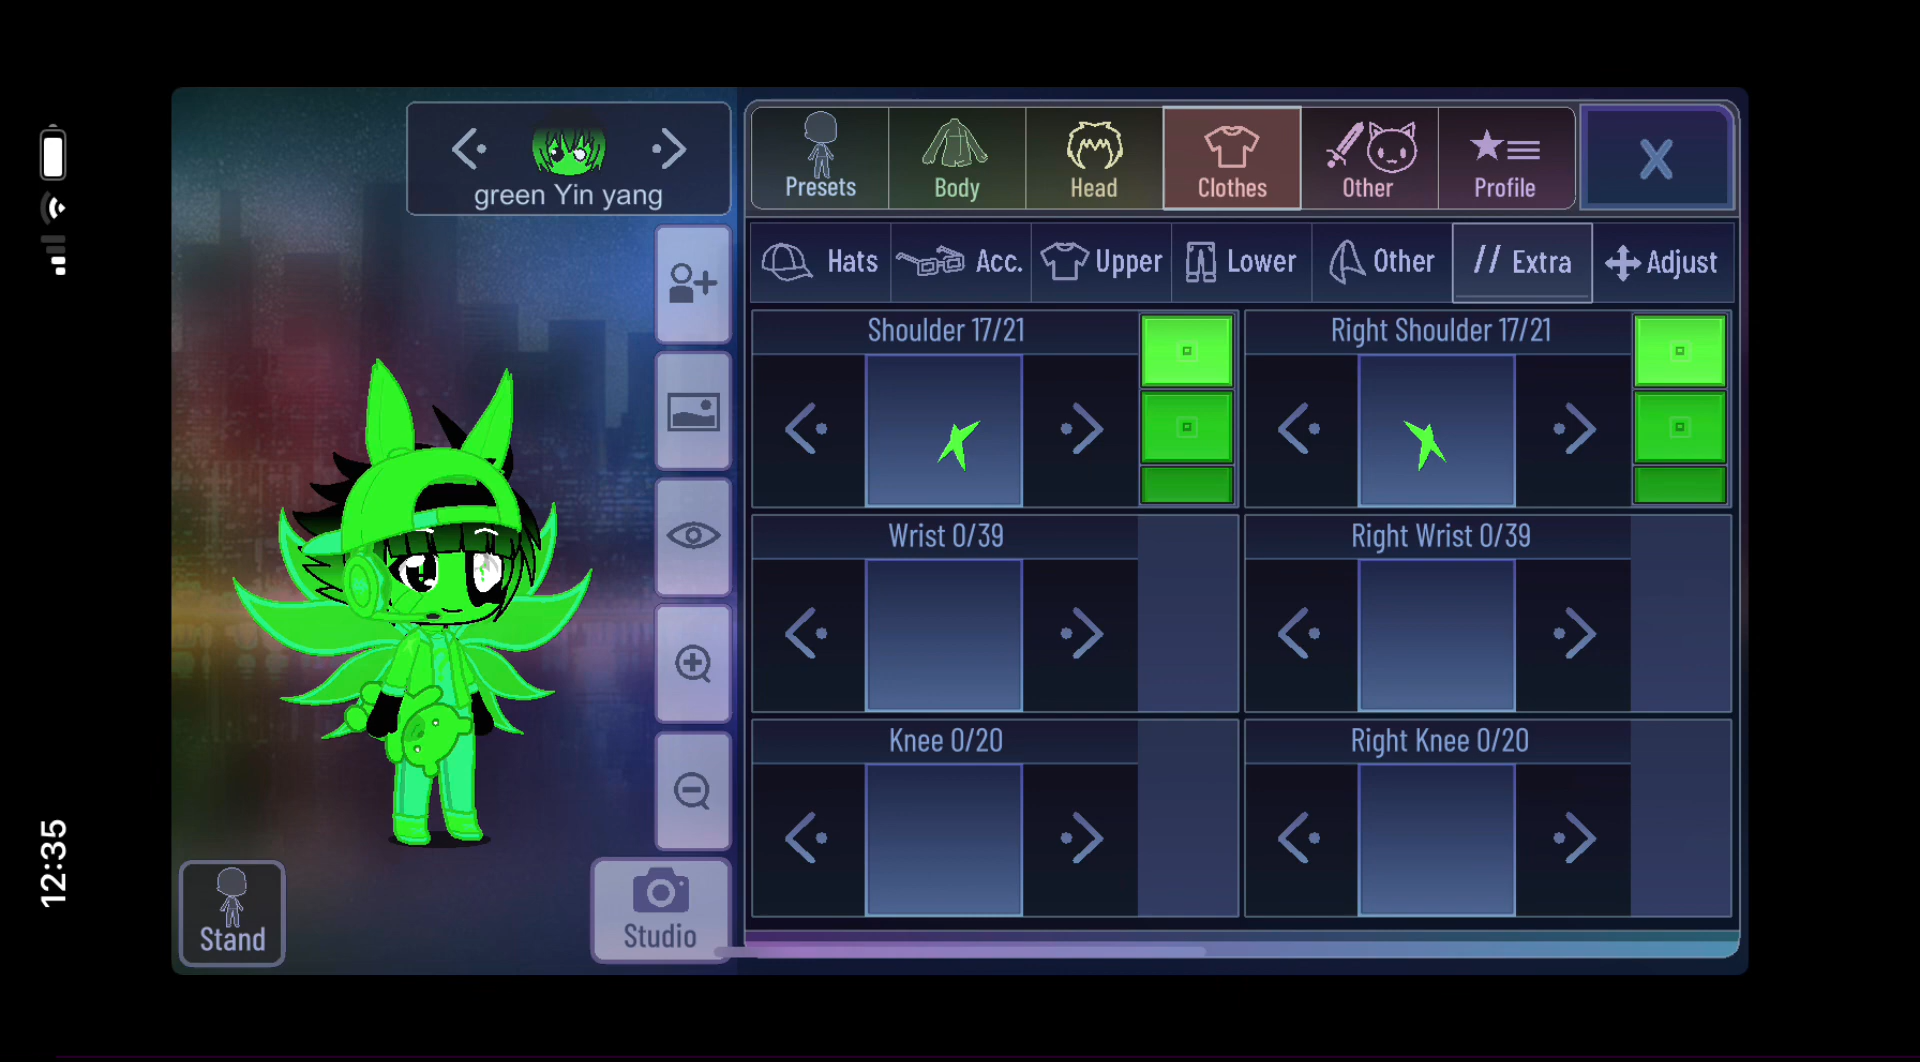 green Yin yang
Presets
Body
Head
Clothes
Other
Profile
X
Hats
Acc.
Upper
Lower
Other
// Extra
Adjust
Shoulder 17/21
Right Shoulder 17/21
Wrist 0/39
Right Wrist 0/39
Knee 0/20
Right Knee 0/20
Stand
Studio
12:35